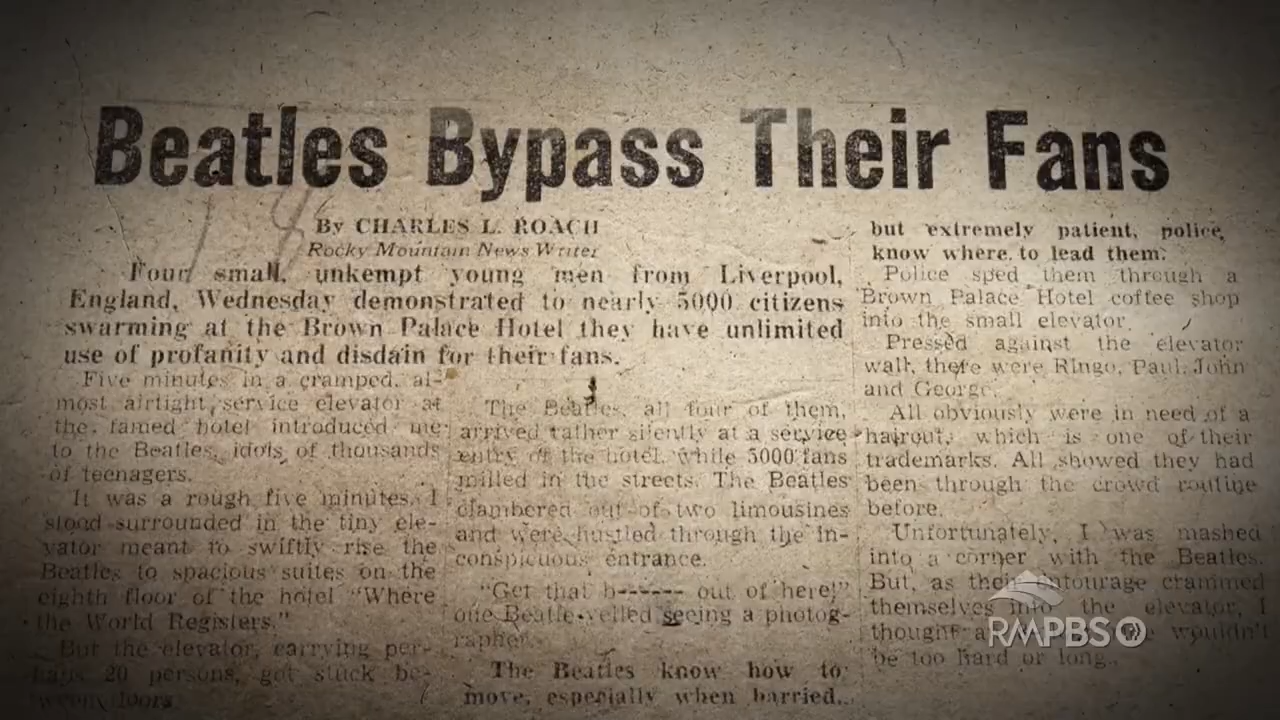 Beatles Bypass Their Fans
By CHARLES L. ROACH
Rocky Mountain News Writer
Four small, unkempt young men from Liverpool,
England, Wednesday demonstrated to nearly 5000 citizens
swarming at the Brown Palace Hotel they have unlimited
use of profanity and disdain for their fans.
Five minutes in a cramped, al-
most airtight service elevator at
the famed hotel introduced me
to the Beatles, idols of thousands
of teenagers.
It was a rough five minutes. I
stood surrounded in the tiny ele-
vator meant to swiftly rise the
Beatles to spacious suites on the
eighth floor of the hotel "Where
the World Registers."
But the elevator, carrying per-
haps 20 persons, got stuck be-
tween doors
The Beatles, all four of them,
arrived rather silently at a service
entry of the hotel, while 5000 fans
milled in the streets. The Beatles
clambered out of two limousines
and were hustled through the in-
conspicuous entrance.
"Get that b------ out of here!"
one Beatle yelled seeing a photog-
rapher.
The Beatles know how to
move, especially when harried,
but extremely patient, police,
know where to lead them.
Police sped them through a
Brown Palace Hotel coffee shop
into the small elevator.
Pressed against the elevator
wall, there were Ringo, Paul, John
and George.
All obviously were in need of a
haircut, which is one of their
trademarks. All showed they had
been through the crowd routine
before.
Unfortunately, I was mashed
into a corner with the Beatles.
But, as their entourage crammed
themselves into the elevator, I
thought wouldn't
be too hard or long.
RMPBS